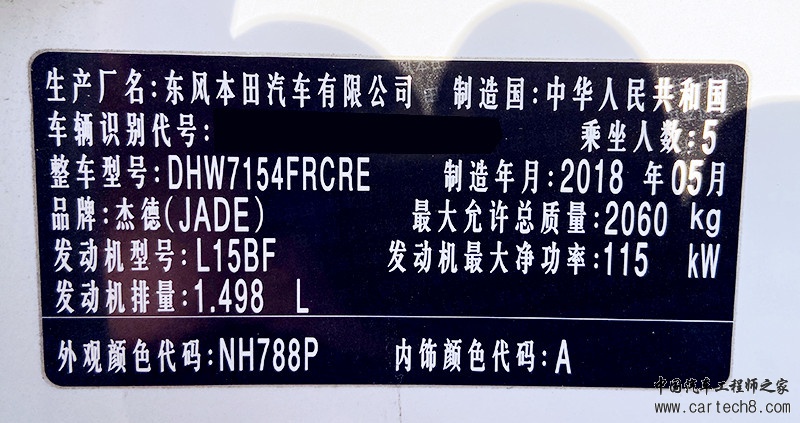 生产厂名:东风本田汽车有限公司 制造国:中华人民共和国
车辆识别代号: 乘坐人数:5
整车型号:DHW7154FRCRE 制造年月:2018 年 05月
品牌:杰德(JADE) 最大允许总质量:2060 kg
发动机型号:L15BF 发动机最大净功率:115 kW
发动机排量:1.498 L
外观颜色代码:NH788P 内饰颜色代码:A
中国汽车工程师之家
www.cartech8.com